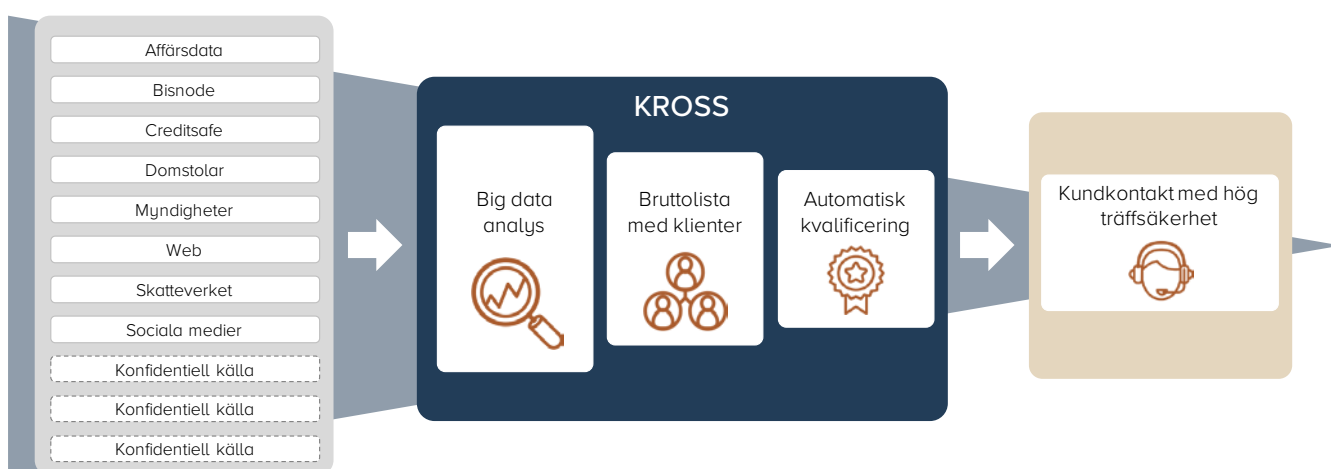 Affärsdata
Bisnode
Creditsafe
Domstolar
Myndigheter
Web
Skatteverket
Sociala medier
Konfidentiell källa
Konfidentiell källa
Konfidentiell källa
KROSS
Big data
analys
Bruttolista
med klienter
Automatisk
kvalificering
Kundkontakt med hög
träffsäkerhet